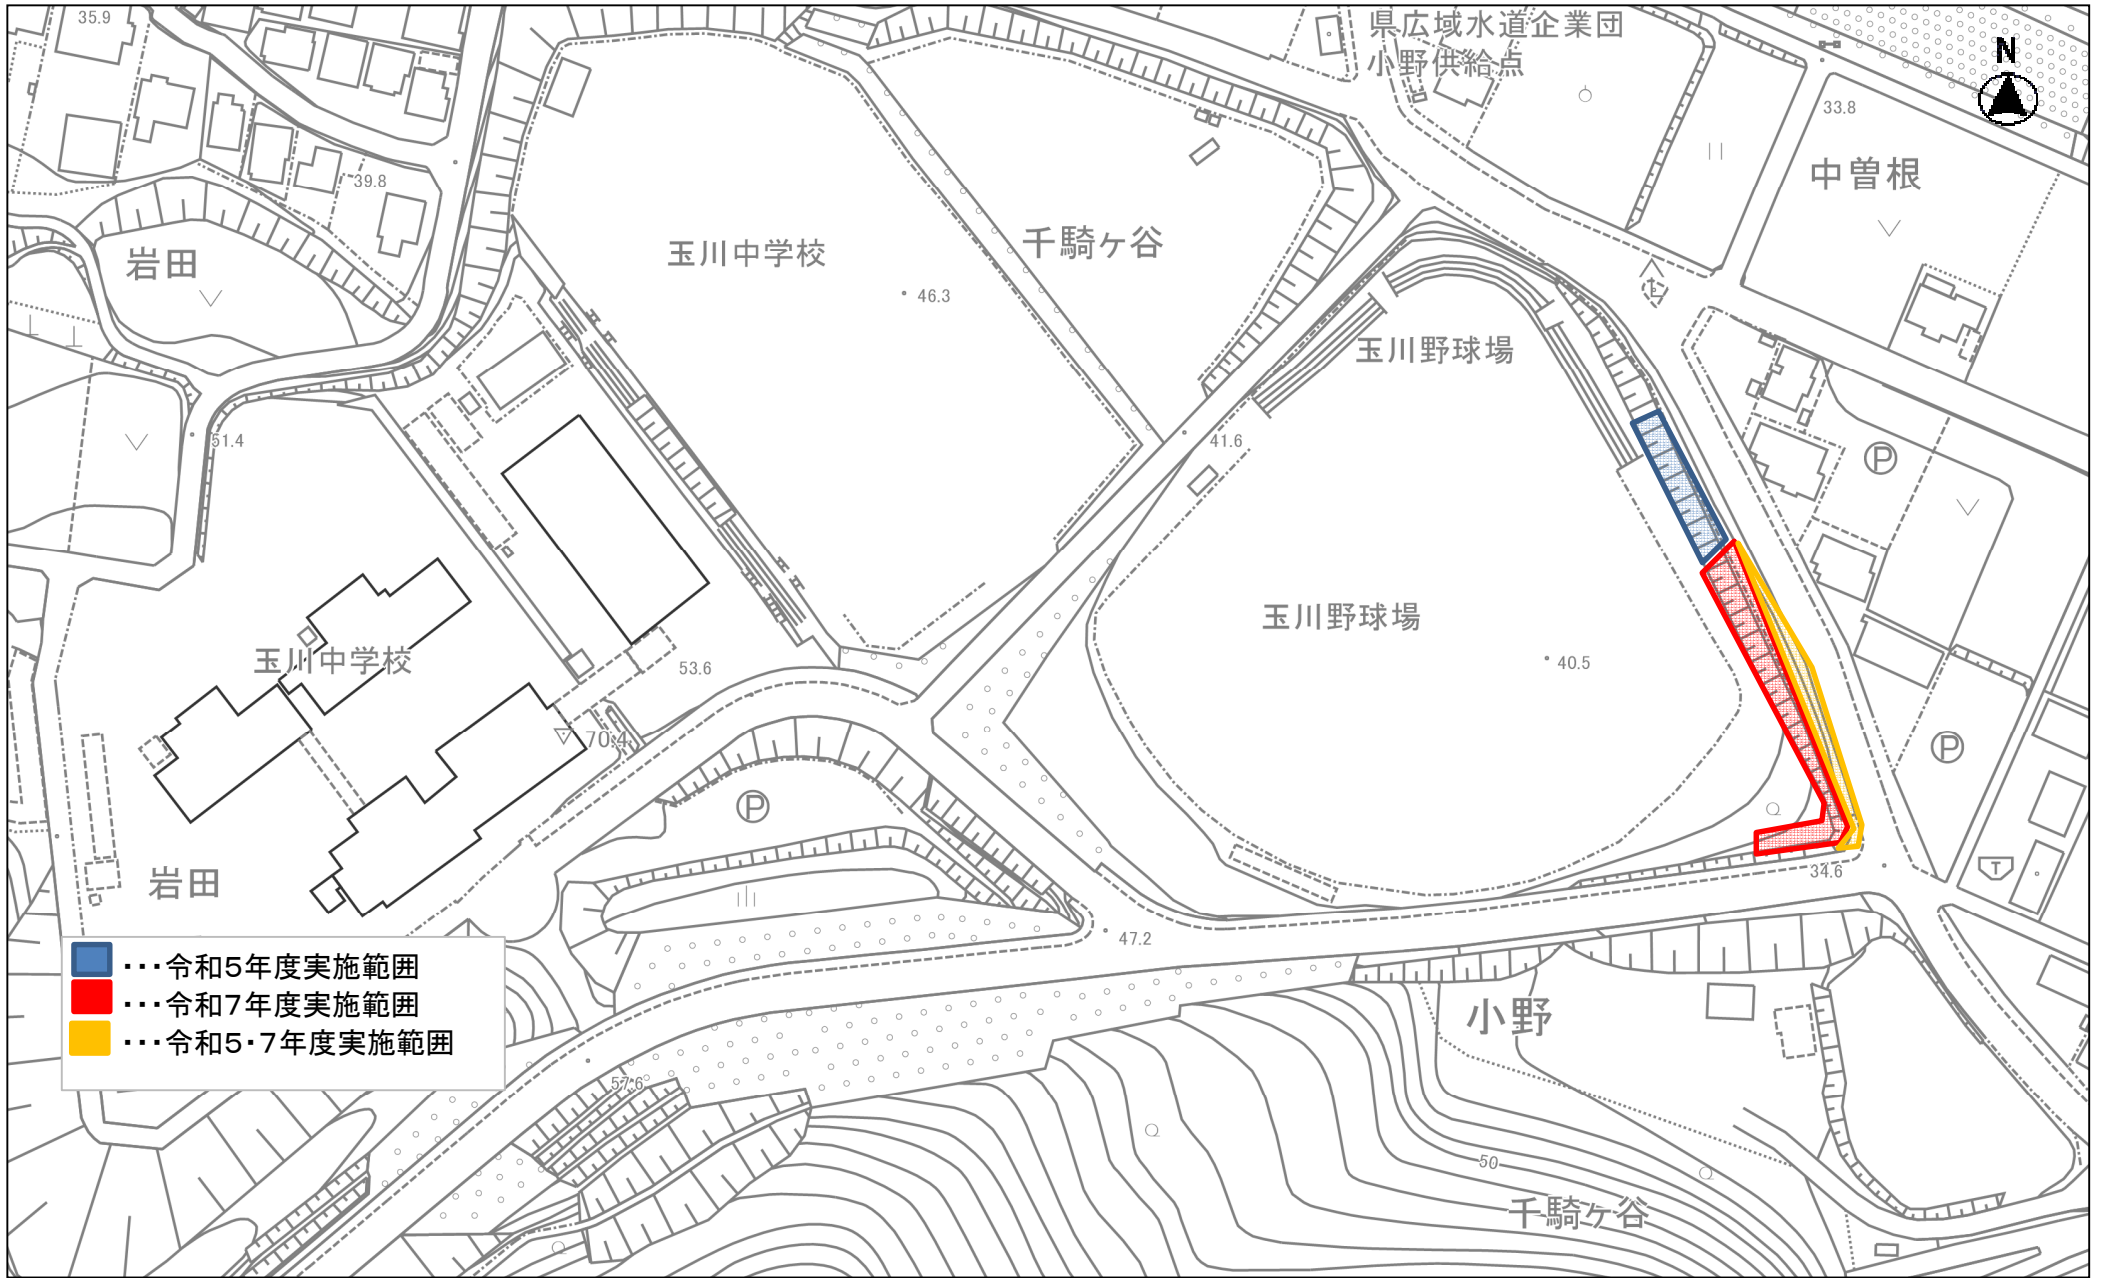 35.9
県広域水道企業団
小野供給点
N
33.8
中曽根
39.8
岩田
玉川中学校
千騎ヶ谷
46.3
玉川野球場
51.4
41.6
P
玉川野球場
40.5
玉川中学校
53.6
70.4
P
P
34.6
T
岩田
47.2
・・・令和5年度実施範囲
・・・令和7年度実施範囲
・・・令和5・7年度実施範囲
小野
57.6
50
千騎ヶ谷